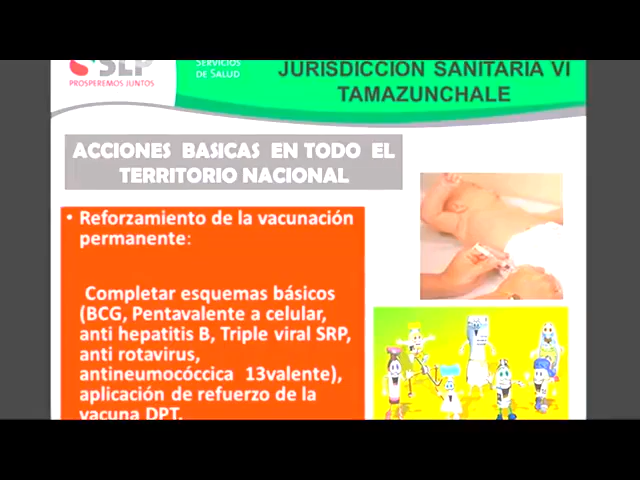 SLP
PROSPEREMOS JUNTOS
SERVICIOS
DE SALUD
JURISDICCION SANITARIA VI
TAMAZUNCHALE
ACCIONES BASICAS EN TODO EL
TERRITORIO NACIONAL
• Reforzamiento de la vacunación
permanente:
Completar esquemas básicos
(BCG, Pentavalente a celular,
anti hepatitis B, Triple viral SRP,
anti rotavirus,
antineumocóccica 13valente),
aplicación de refuerzo de la
vacuna DPT.